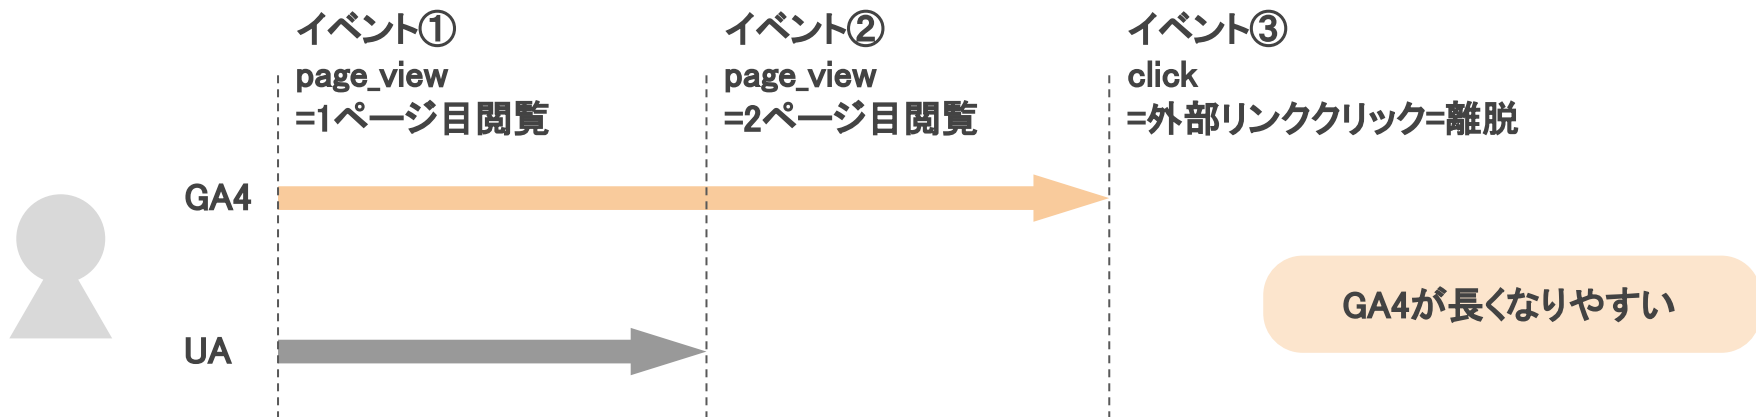 イベント①
page_view
=1ページ目閲覧
イベント②
page_view
=2ページ目閲覧
イベント③
click
=外部リンククリック=離脱
GA4
GA4が長くなりやすい
UA